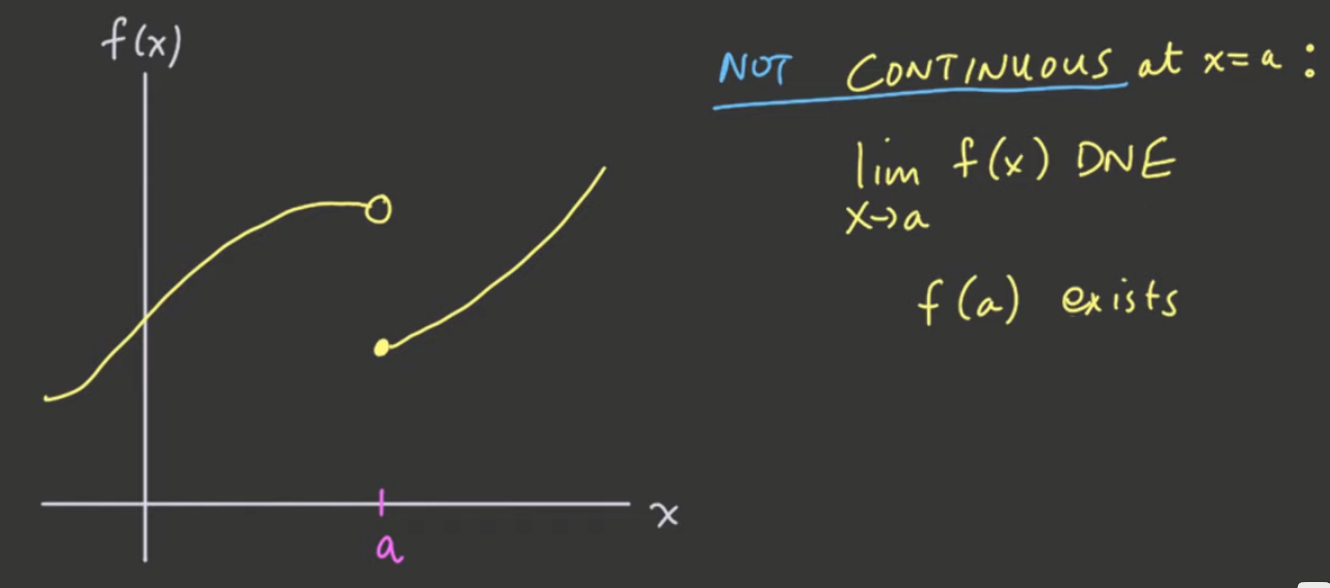 f(x)
NOT CONTINUOUS at x=a :
lim f(x) DNE
x→a
f(a) exists
x
a